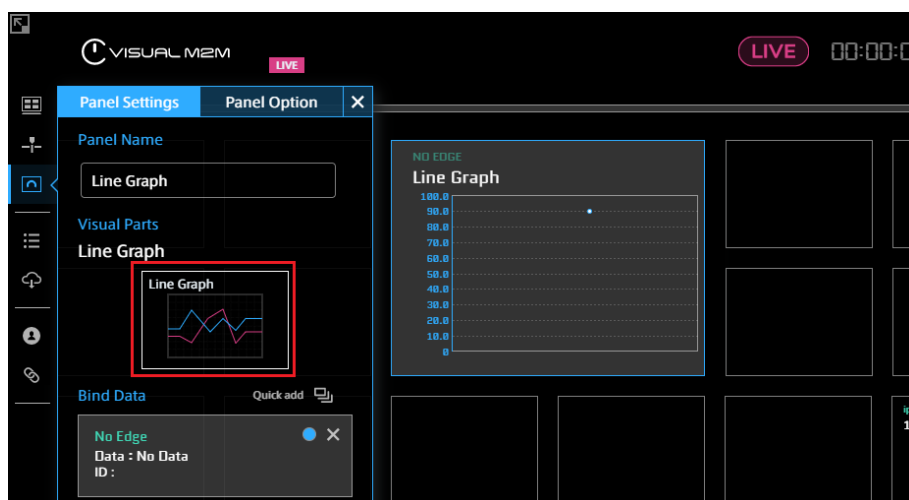 VISUAL M2M
LIVE
LIVE
00:00:0
Panel Settings
Panel Option
Panel Name
Line Graph
Visual Parts
Line Graph
Line Graph
Bind Data
Quick add
No Edge
Data : No Data
ID :
NO EDGE
Line Graph
100.0
90.0
80.0
70.0
60.0
50.0
40.0
30.0
20.0
10.0
0
ip
1